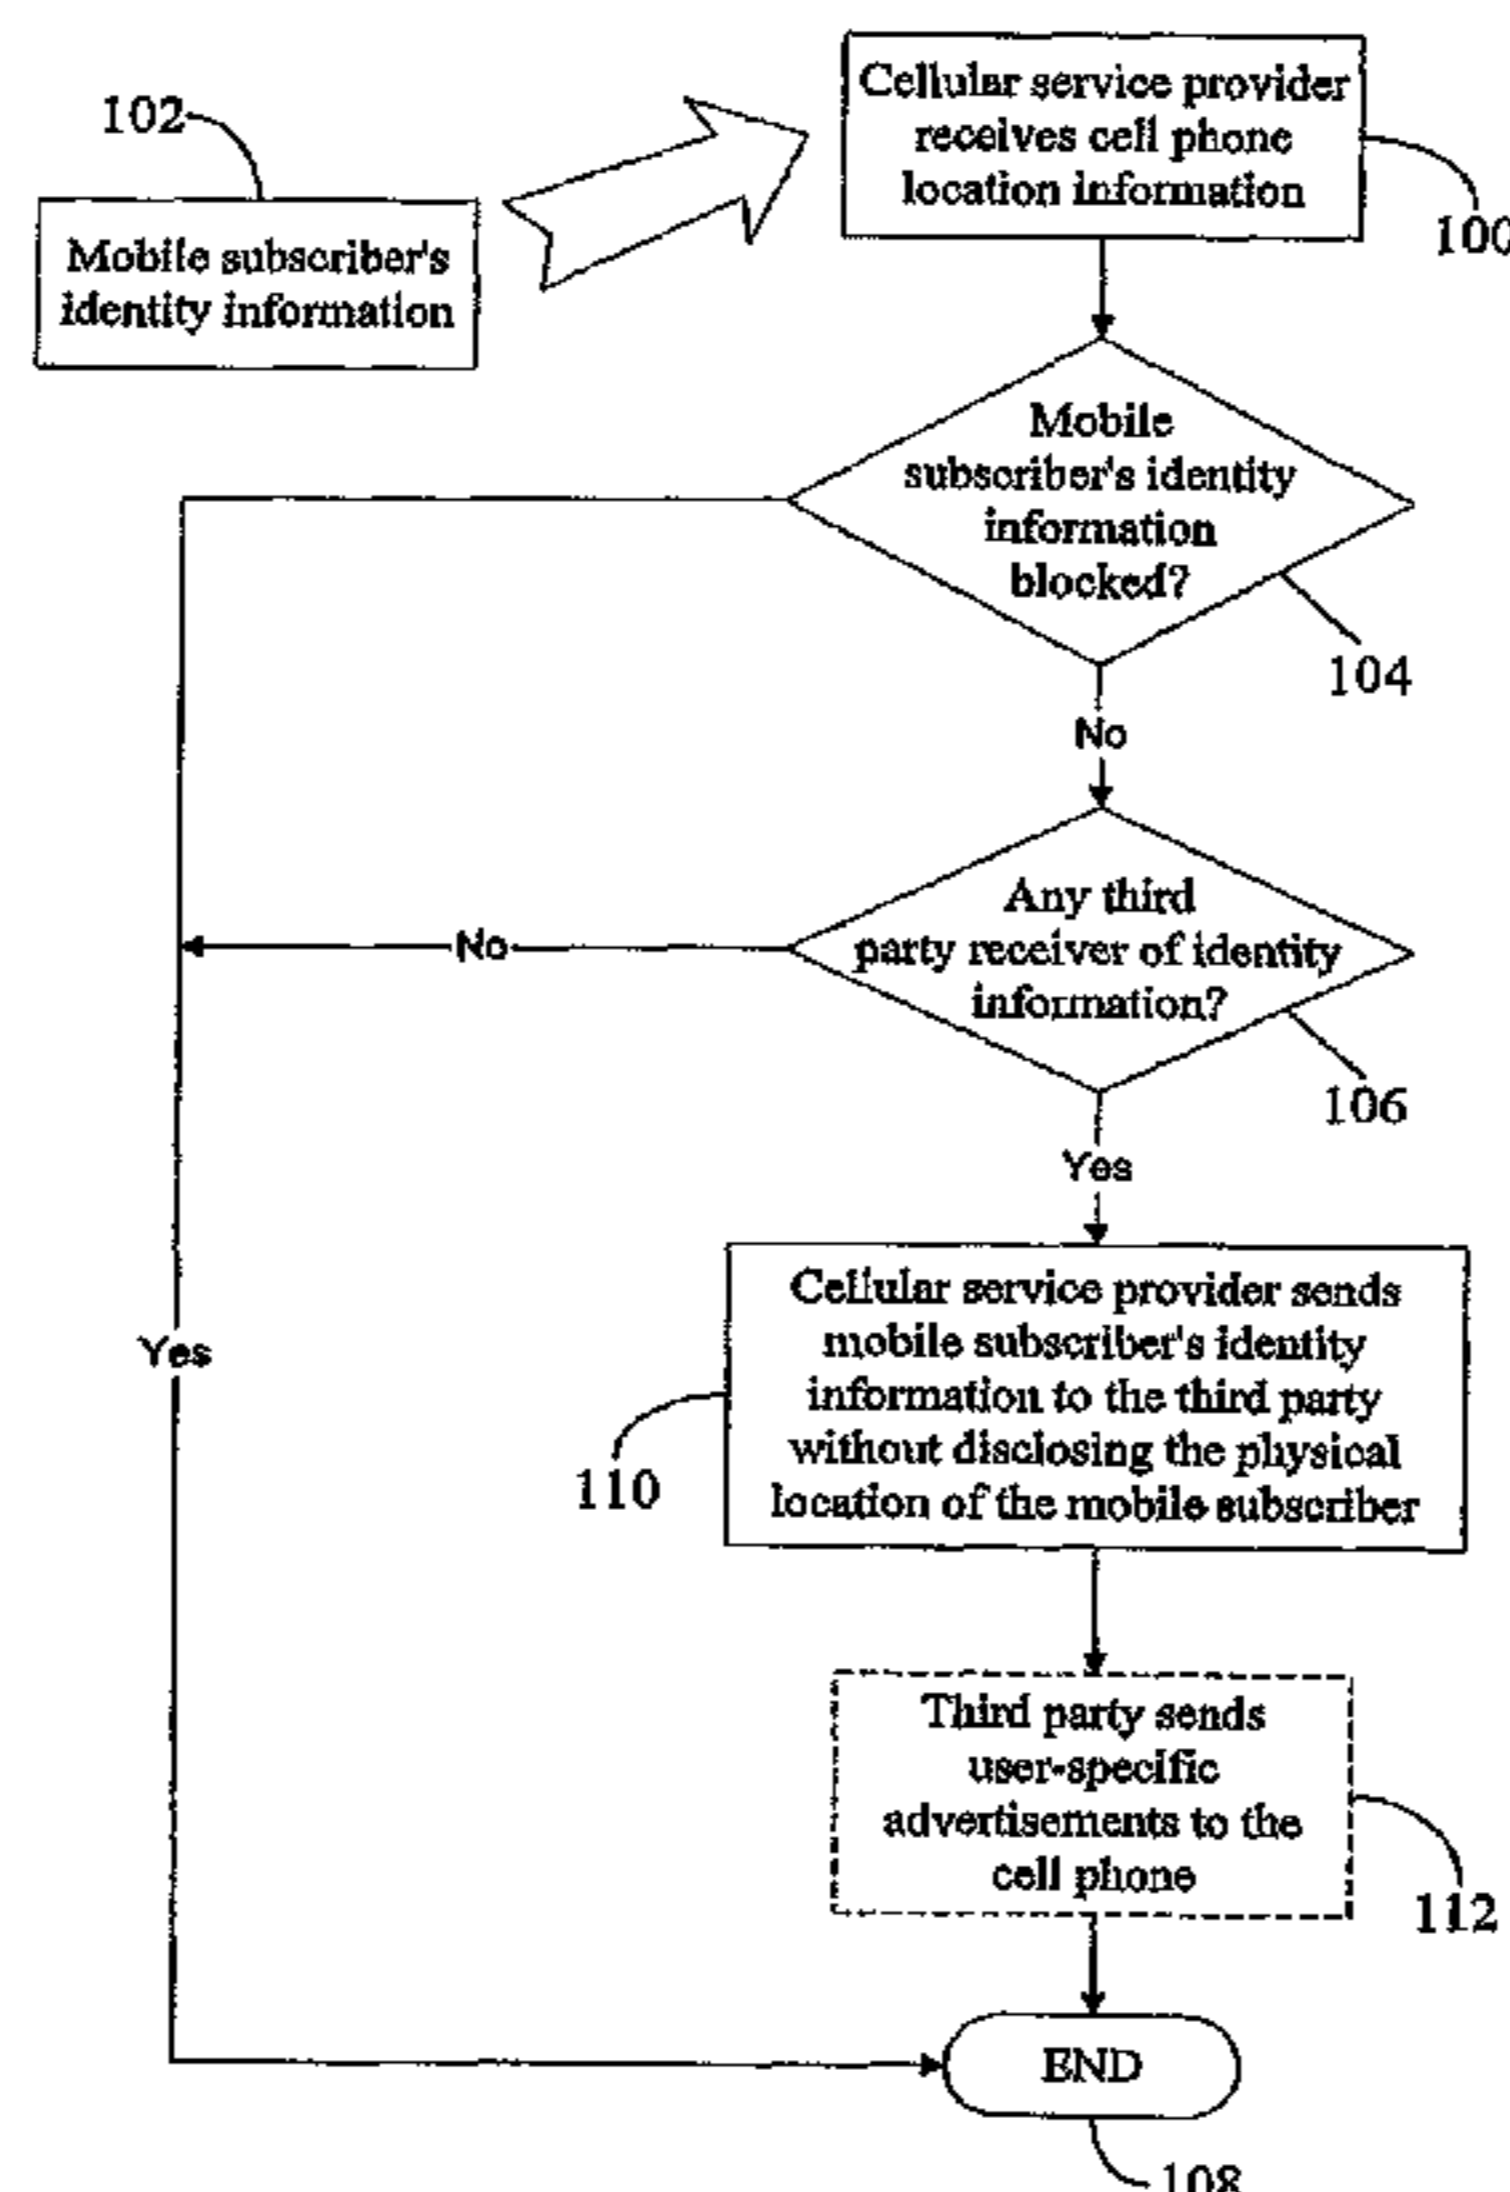 Cellular service provider
receives cell phone
location information
100
102
Mobile subscriber's
identity information
Mobile
subscriber's identity
information
blocked?
104
No
Any third
party receiver of identity
information?
106
No
Yes
Cellular service provider sends
mobile subscriber's identity
information to the third party
without disclosing the physical
location of the mobile subscriber
110
Yes
Third party sends
user-specific
advertisements to the
cell phone
112
END
108